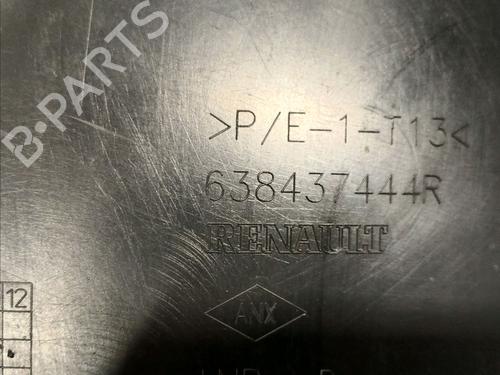 B-PARTS
>P/E-1-T13<
638437444R
RENAULT
ANX
12